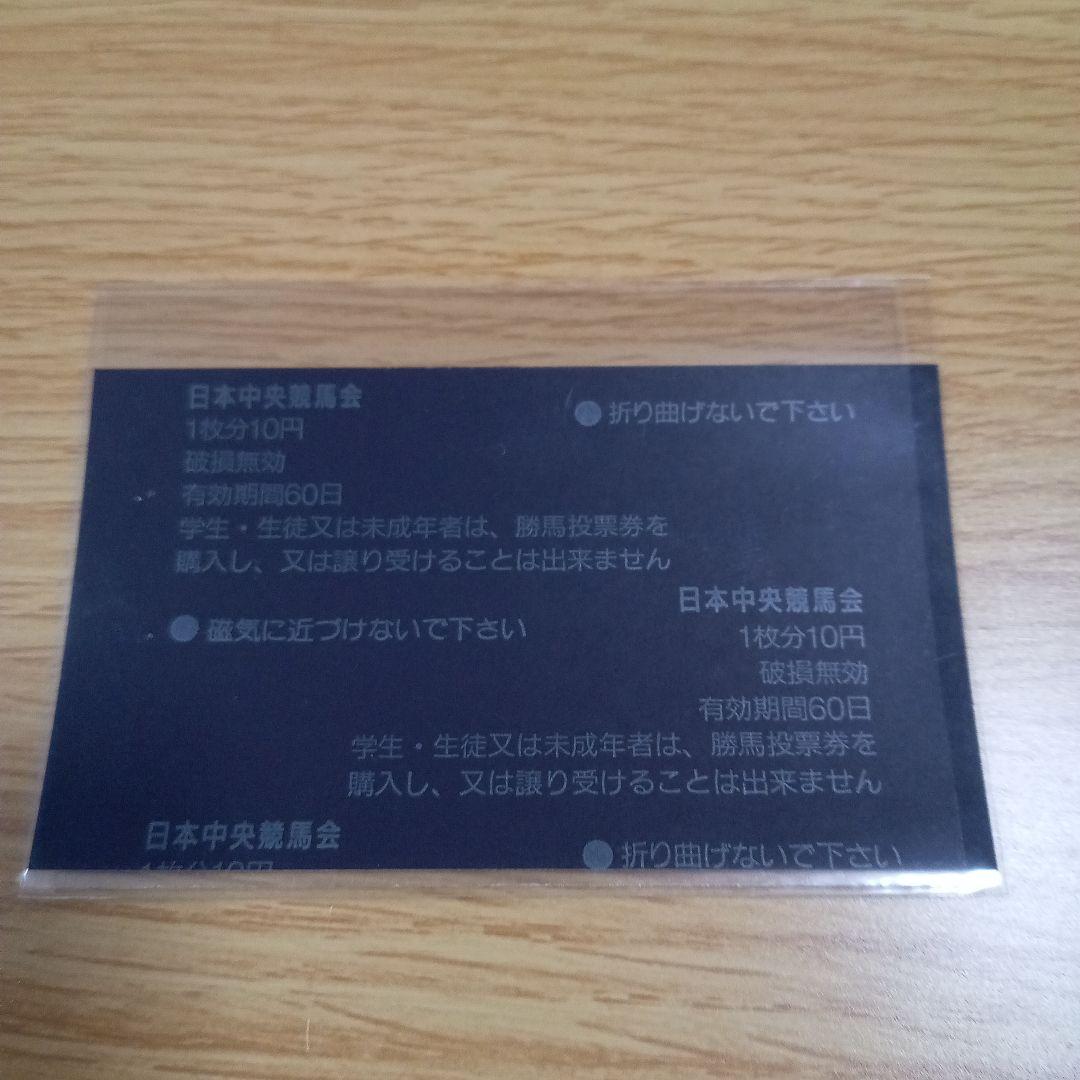 日本中央競馬会
1枚分10円
破損無効
有効期間60日
学生・生徒又は未成年者は、勝馬投票券を
購入し、又は譲り受けることは出来ません
●折り曲げないで下さい
●磁気に近づけないで下さい
日本中央競馬会
1枚分10円
破損無効
有効期間60日
学生・生徒又は未成年者は、勝馬投票券を
購入し、又は譲り受けることは出来ません
日本中央競馬会
1枚分10円
●折り曲げないで下さい